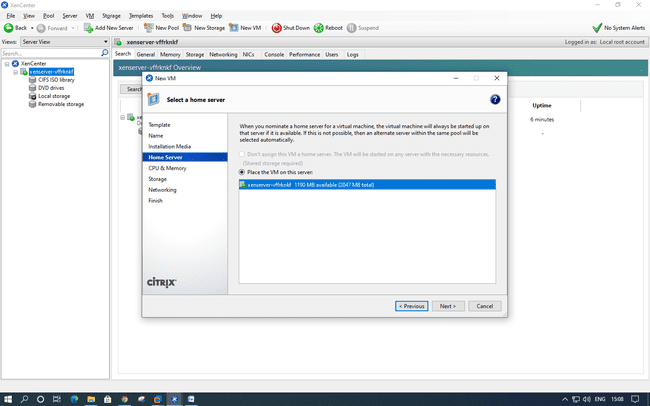 XenCenter
File View Pool Server VM Storage Templates Tools Window Help
Back Forward Add New Server New Pool New Storage New VM Shut Down Reboot Suspend No System Alerts
Views: Server View xenserver-vffrknkf Logged in as: Local root account
Search... Search General Memory Storage Networking NICs Console Performance Users Logs
XenCenter
xenserver-vffrknkf
CIFS ISO library
DVD drives
Local storage
Removable storage
xenserver-vffrknkf Overview
Search
Uptime
6 minutes
-
New VM
Select a home server
?
Template
Name
Installation Media
Home Server
CPU & Memory
Storage
Networking
Finish
CITRIX
When you nominate a home server for a virtual machine, the virtual machine will always be started up on
that server if it is available. If this is not possible, then an alternate server within the same pool will be
selected automatically.
Don't assign this VM a home server. The VM will be started on any server with the necessary resources.
(Shared storage required)
Place the VM on this server:
xenserver-vffrknkf 1190 MB available (2047 MB total)
< Previous Next > Cancel
ENG 15:08